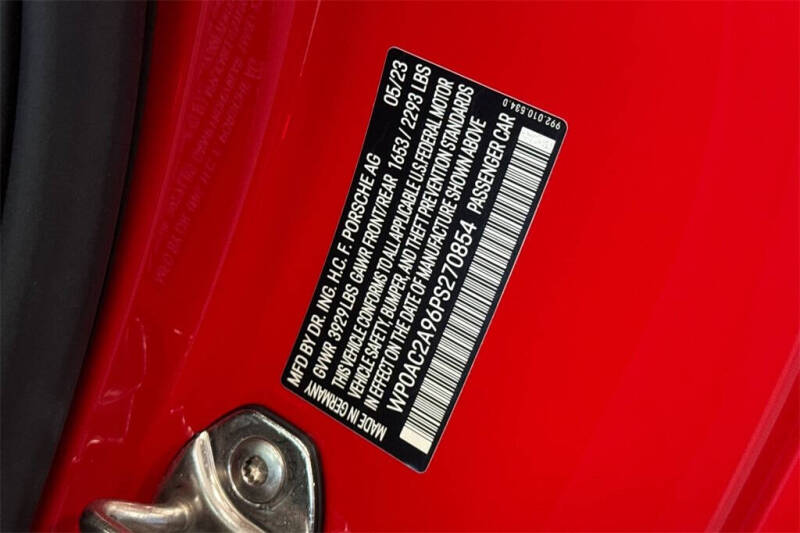 MFD BY DR. ING. H.C. F. PORSCHE AG 05/23
GVWR 3929 LBS GAWR FRONT/REAR 1653 / 2293 LBS
THIS VEHICLE CONFORMS TO ALL APPLICABLE U.S. FEDERAL MOTOR
VEHICLE SAFETY, BUMPER, AND THEFT PREVENTION STANDARDS
IN EFFECT ON THE DATE OF MANUFACTURE SHOWN ABOVE
WP0AC2A96PS270854 PASSENGER CAR
MADE IN GERMANY
992.010.534.0